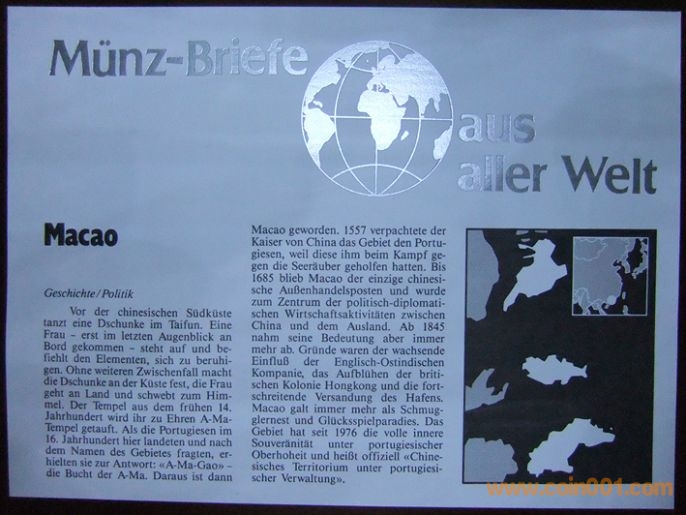 Münz-Briefe
aus
aller Welt
Macao
Geschichte/Politik
Vor der chinesischen Südküste
tanzt eine Dschunke im Taifun. Eine
Frau – erst im letzten Augenblick an
Bord gekommen – steht auf und be-
fiehlt den Elementen, sich zu beruhi-
gen. Ohne weiteren Zwischenfall macht
die Dschunke an der Küste fest, die Frau
geht an Land und schwebt zum Him-
mel. Der Tempel aus dem frühen 14.
Jahrhundert wird ihr zu Ehren A-Ma-
Tempel getauft. Als die Portugiesen im
16. Jahrhundert hier landeten und nach
dem Namen des Gebietes fragten, er-
hielten sie zur Antwort: «A-Ma-Gao» –
die Bucht der A-Ma. Daraus ist dann
Macao geworden. 1557 verpachtete der
Kaiser von China das Gebiet den Portu-
giesen, weil diese ihm beim Kampf ge-
gen die Seeräuber geholfen hatten. Bis
1685 blieb Macao der einzige chinesi-
sche Außenhandelsposten und wurde
zum Zentrum der politisch-diplomati-
schen Wirtschaftsaktivitäten zwischen
China und dem Ausland. Ab 1845
nahm seine Bedeutung aber immer
mehr ab. Gründe waren der wachsende
Einfluß der Englisch-Ostindischen
Kompanie, das Aufblühen der briti-
schen Kolonie Hongkong und die fort-
schreitende Versandung des Hafens.
Macao galt immer mehr als Schmug-
glernest und Glücksspielparadies. Das
Gebiet hat seit 1976 die volle innere
Souveränität unter portugiesischer
Oberhoheit und heißt offiziell «Chine-
sisches Territorium unter portugiesi-
scher Verwaltung».
www.coin001.com